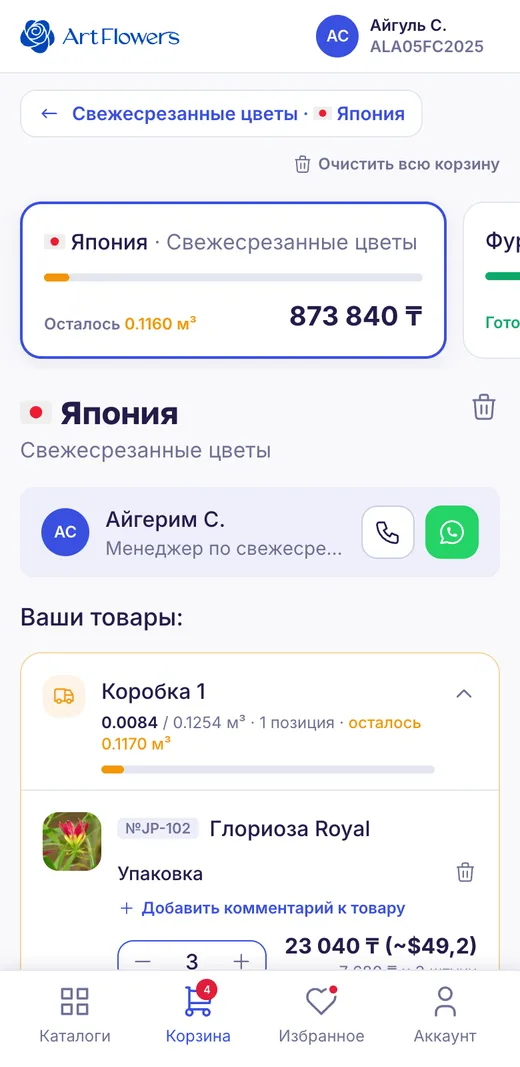 ArtFlowers
АС
Айгуль С.
ALA05FC2025
← Свежесрезанные цветы · Япония
Очистить всю корзину
Япония · Свежесрезанные цветы
Осталось 0.1160 м³
873 840 ₸
Гото
Япония
Свежесрезанные цветы
АС
Айгерим С.
Менеджер по свежесре...
Ваши товары:
Коробка 1
0.0084 / 0.1254 м³ · 1 позиция · осталось
0.1170 м³
№JP-102
Глориоза Royal
Упаковка
+ Добавить комментарий к товару
— 3 +
23 040 ₸ (~$49,2)
4
Каталоги
Корзина
Избранное
Аккаунт